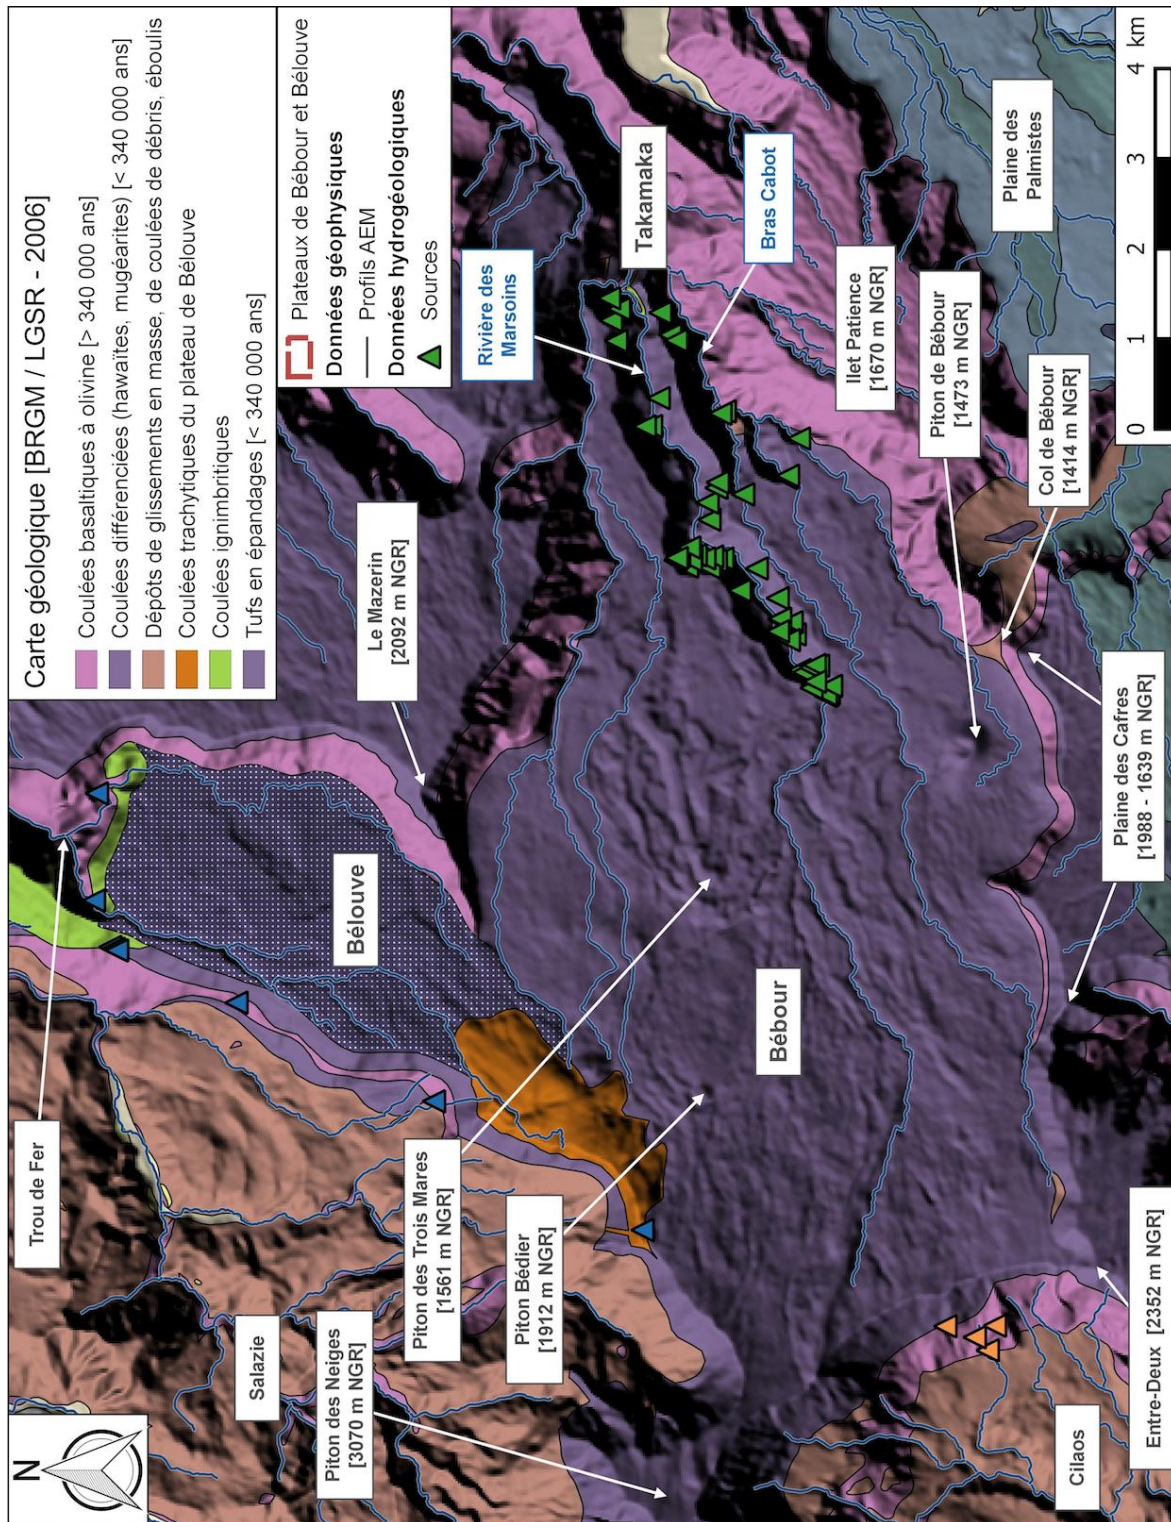 Carte géologique [BRGM / LGSR - 2006]
Coulées basaltiques à olivine [> 340 000 ans]
Coulées différenciées (hawaïtes, mugéarites) [< 340 000 ans]
Dépôts de glissements en masse, de coulées de débris, éboulis
Coulées trachytiques du plateau de Bélouve
Coulées ignimbritiques
Tufs en épandages [< 340 000 ans]
Plateaux de Bébour et Bélouve
Données géophysiques
Profils AEM
Données hydrogéologiques
Sources
N
Trou de Fer
Salazie
Piton des Neiges
[3070 m NGR]
Piton des Trois Mares
[1561 m NGR]
Piton Bédier
[1912 m NGR]
Bélouve
Le Mazerin
[2092 m NGR]
Rivière des
Marsoins
Takamaka
Bras Cabot
Bébour
Ilet Patience
[1670 m NGR]
Piton de Bébour
[1473 m NGR]
Col de Bébour
[1414 m NGR]
Plaine des
Palmistes
Plaine des Cafres
[1988 - 1639 m NGR]
Entre-Deux [2352 m NGR]
Cilaos
0 1 2 3 4 km